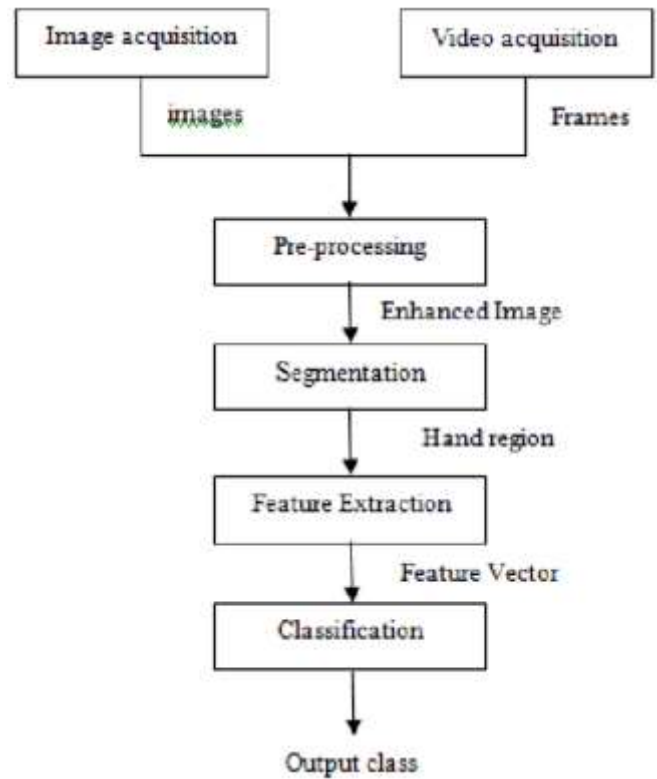 Image acquisition
Video acquisition
images
Frames
Pre-processing
Enhanced Image
Segmentation
Hand region
Feature Extraction
Feature Vector
Classification
Output class